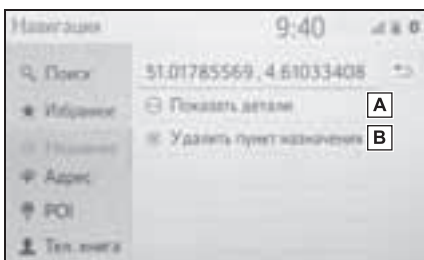 Навигация 9:40
Поиск 51.01785569, 4.61033408
Избранное Показать детали A
Удалить пункт назначения B
Адрес
POI
Тел. книга